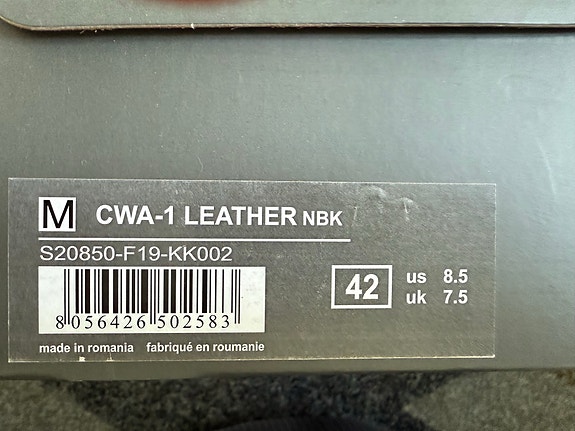 M CWA-1 LEATHER NBK
S20850-F19-KK002
42 us 8.5
uk 7.5
8 056426 502583
made in romania fabriqué en roumanie